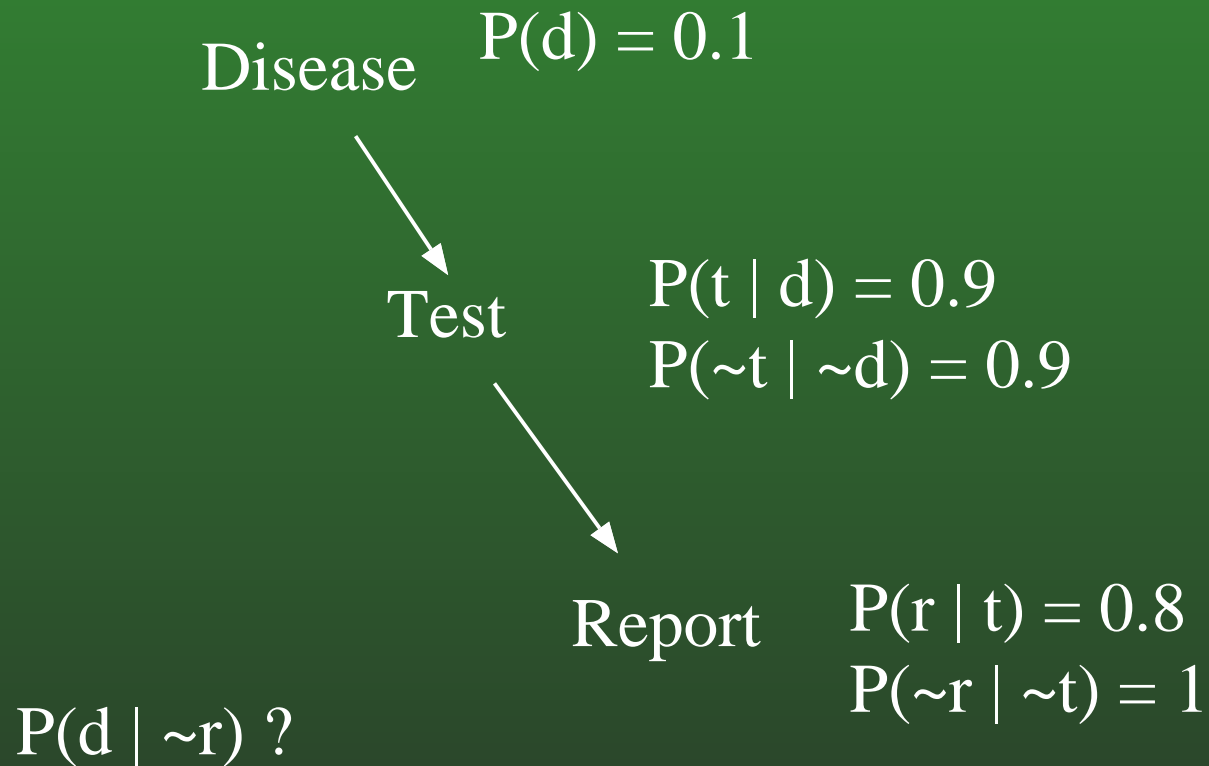 Disease
P(d) = 0.1
Test
P(t | d) = 0.9
P(~t | ~d) = 0.9
Report
P(r | t) = 0.8
P(~r | ~t) = 1
P(d | ~r) ?